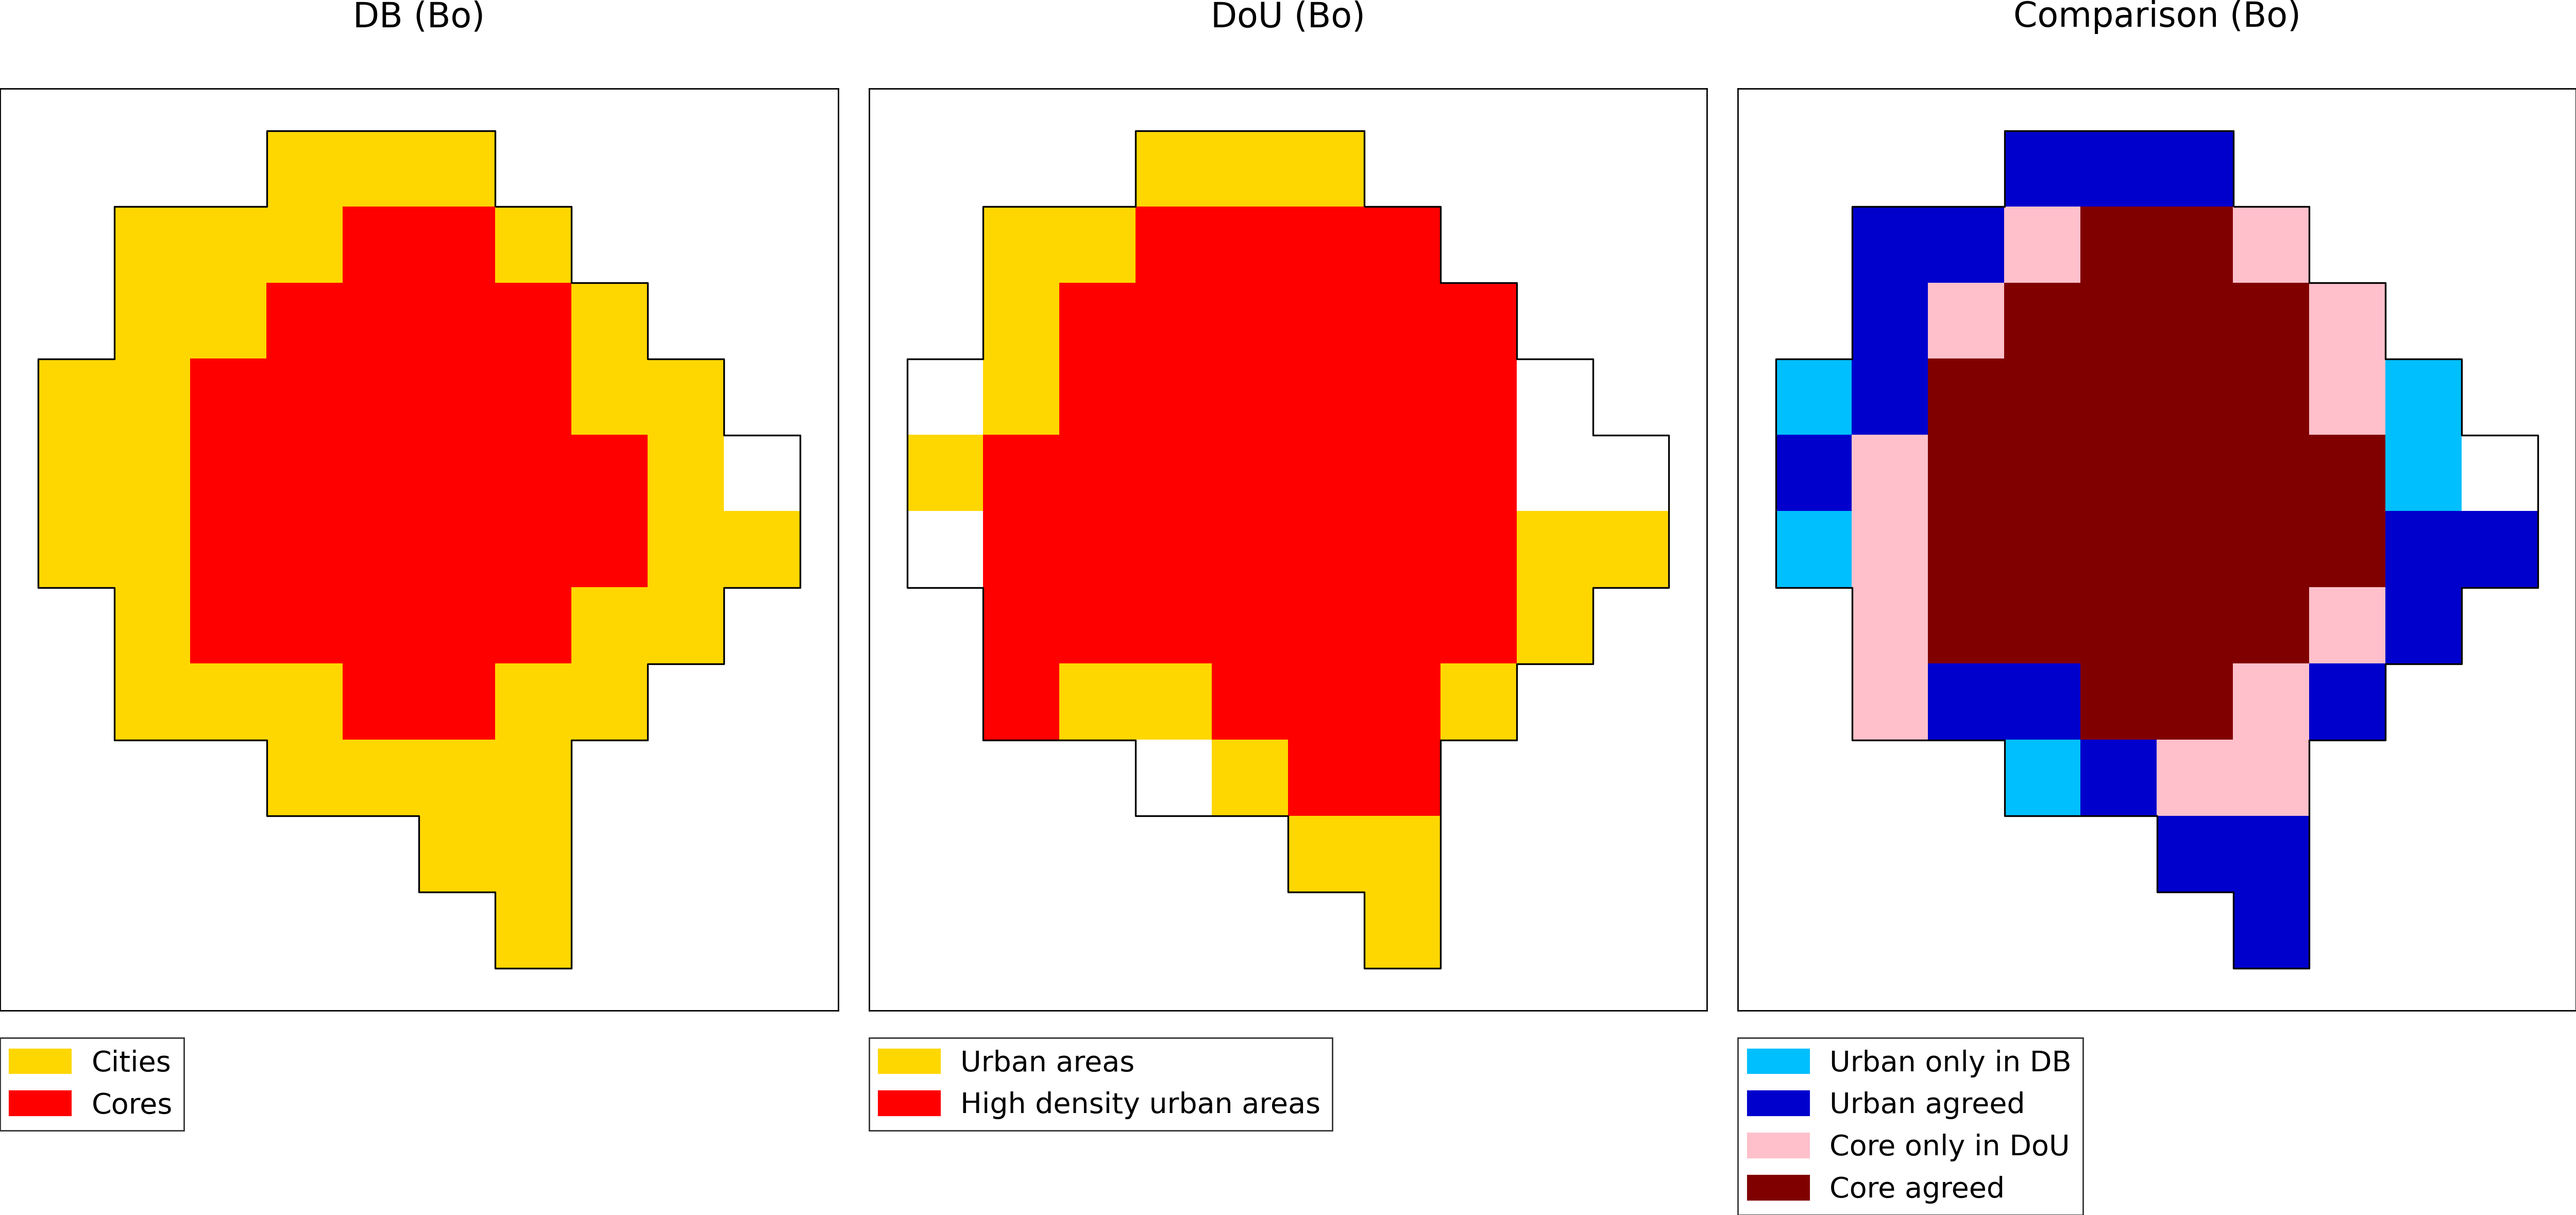 DB (Bo)
DoU (Bo)
Comparison (Bo)
Cities
Cores
Urban areas
High density urban areas
Urban only in DB
Urban agreed
Core only in DoU
Core agreed